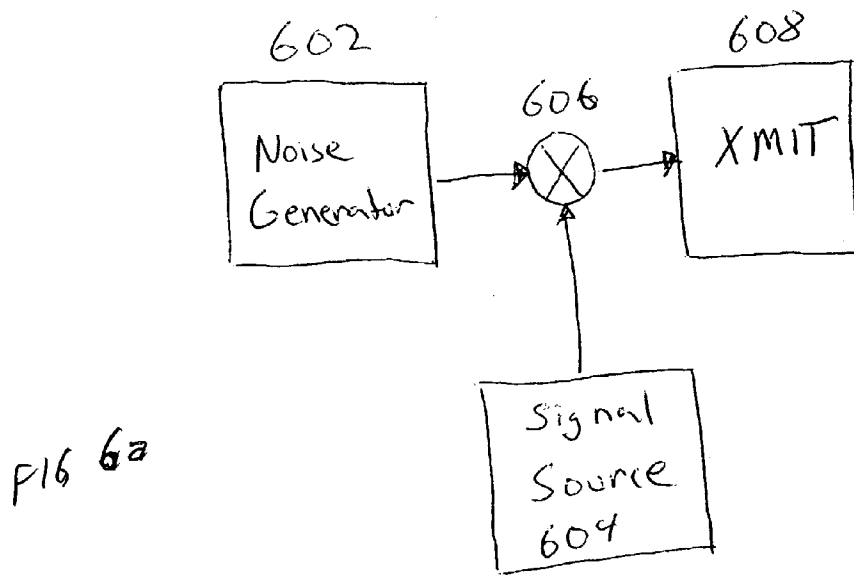 602
608
606
Noise
Generator
XMIT
Signal
Source
604
FIG 6a